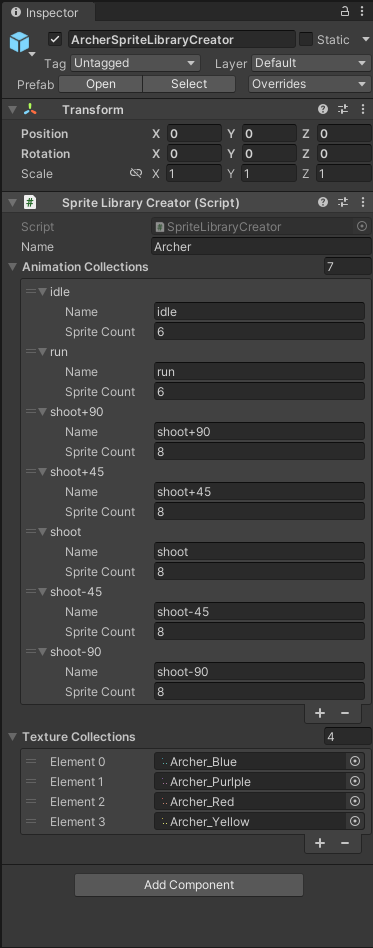 Inspector
ArcherSpriteLibraryCreator Static
Tag Untagged Layer Default
Prefab Open Select Overrides
Transform
Position X 0 Y 0 Z 0
Rotation X 0 Y 0 Z 0
Scale X 1 Y 1 Z 1
# Sprite Library Creator (Script)
Script # SpriteLibraryCreator
Name Archer
Animation Collections 7
idle
Name idle
Sprite Count 6
run
Name run
Sprite Count 6
shoot+90
Name shoot+90
Sprite Count 8
shoot+45
Name shoot+45
Sprite Count 8
shoot
Name shoot
Sprite Count 8
shoot-45
Name shoot-45
Sprite Count 8
shoot-90
Name shoot-90
Sprite Count 8
+ -
Texture Collections 4
Element 0 Archer_Blue
Element 1 Archer_Purlple
Element 2 Archer_Red
Element 3 Archer_Yellow
+ -
Add Component